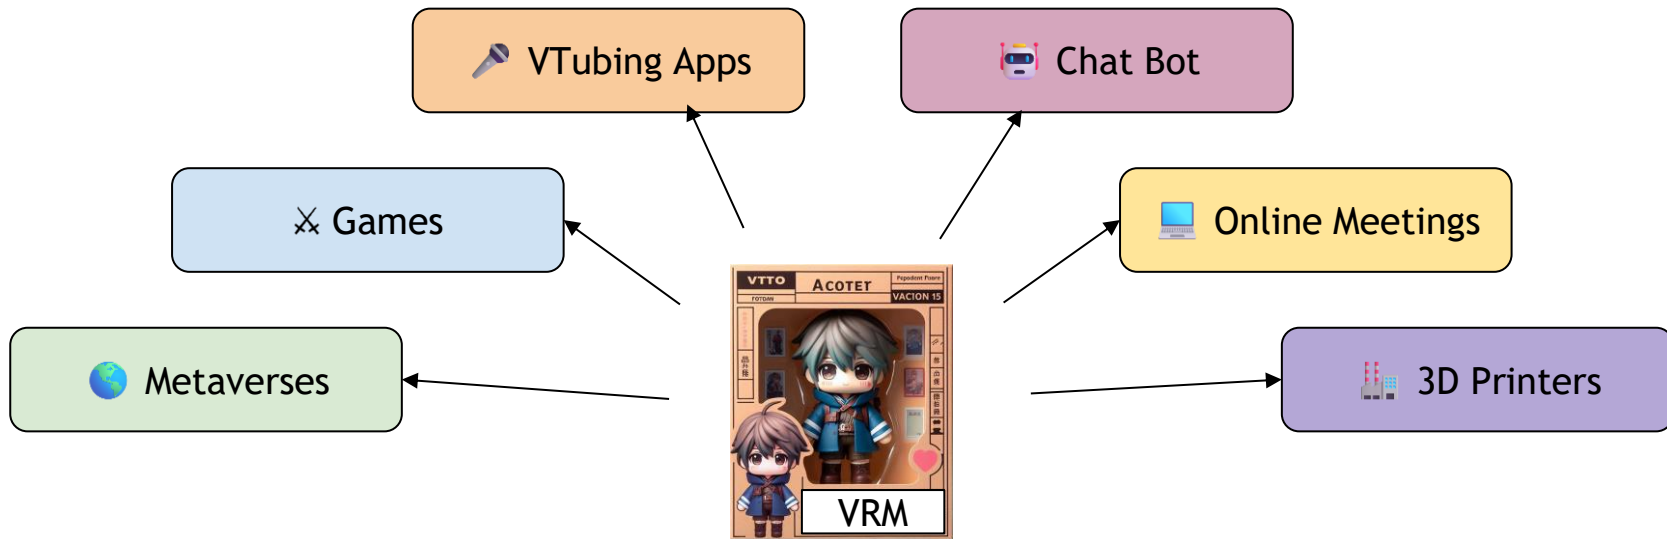 🎤 VTubing Apps
🤖 Chat Bot
⚔ Games
💻 Online Meetings
🌎 Metaverses
🏭 3D Printers
VTTO
ACOTET
VACION 15
VRM